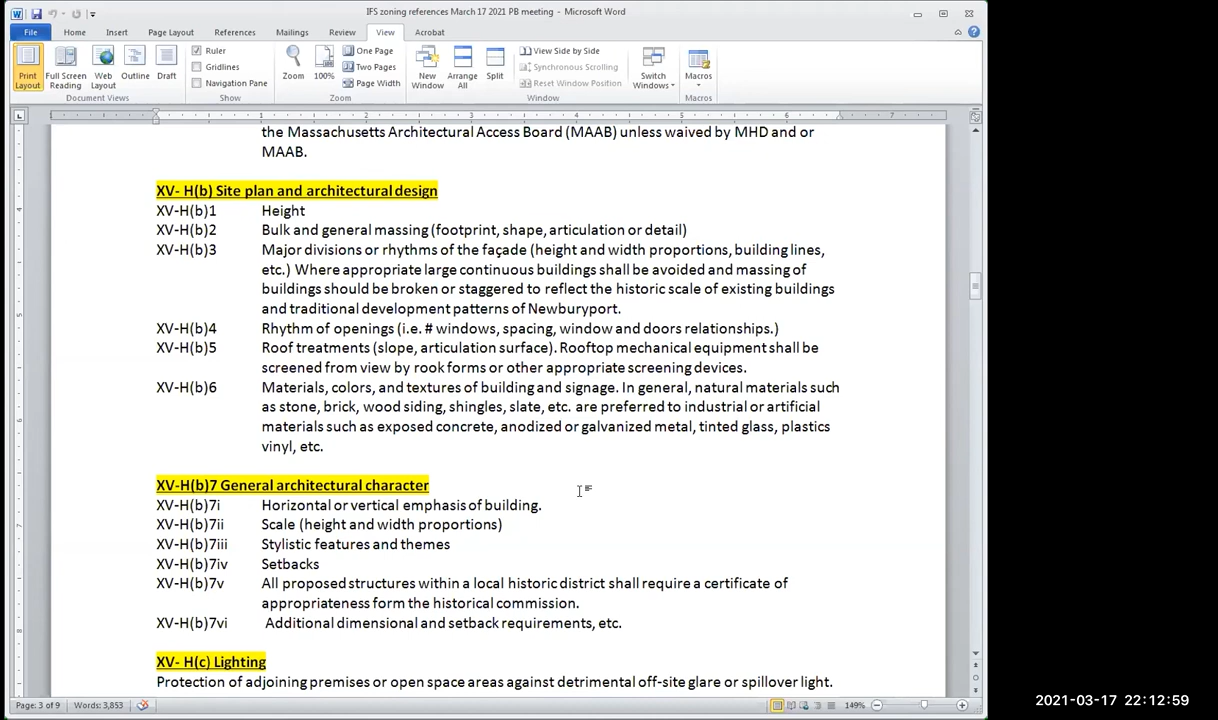 IFS zoning references March 17 2021 PB meeting - Microsoft Word
File Home Insert Page Layout References Mailings Review View Acrobat
Print Layout
Full Screen Reading
Web Layout
Outline
Draft
Document Views
Ruler
Gridlines
Navigation Pane
Show
Zoom
100%
One Page
Two Pages
Page Width
Zoom
New Window
Arrange All
Split
View Side by Side
Synchronous Scrolling
Reset Window Position
Switch Windows
Window
Macros
Macros
1 2 3 4 5 6 7
the Massachusetts Architectural Access Board (MAAB) unless waived by MHD and or
MAAB.
XV- H(b) Site plan and architectural design
XV-H(b)1 Height
XV-H(b)2 Bulk and general massing (footprint, shape, articulation or detail)
XV-H(b)3 Major divisions or rhythms of the façade (height and width proportions, building lines,
etc.) Where appropriate large continuous buildings shall be avoided and massing of
buildings should be broken or staggered to reflect the historic scale of existing buildings
and traditional development patterns of Newburyport.
XV-H(b)4 Rhythm of openings (i.e. # windows, spacing, window and doors relationships.)
XV-H(b)5 Roof treatments (slope, articulation surface). Rooftop mechanical equipment shall be
screened from view by rook forms or other appropriate screening devices.
XV-H(b)6 Materials, colors, and textures of building and signage. In general, natural materials such
as stone, brick, wood siding, shingles, slate, etc. are preferred to industrial or artificial
materials such as exposed concrete, anodized or galvanized metal, tinted glass, plastics
vinyl, etc.
XV-H(b)7 General architectural character
XV-H(b)7i Horizontal or vertical emphasis of building.
XV-H(b)7ii Scale (height and width proportions)
XV-H(b)7iii Stylistic features and themes
XV-H(b)7iv Setbacks
XV-H(b)7v All proposed structures within a local historic district shall require a certificate of
appropriateness form the historical commission.
XV-H(b)7vi Additional dimensional and setback requirements, etc.
XV- H(c) Lighting
Protection of adjoining premises or open space areas against detrimental off-site glare or spillover light.
Page: 3 of 9 Words: 3,853 149%
2021-03-17 22:12:59